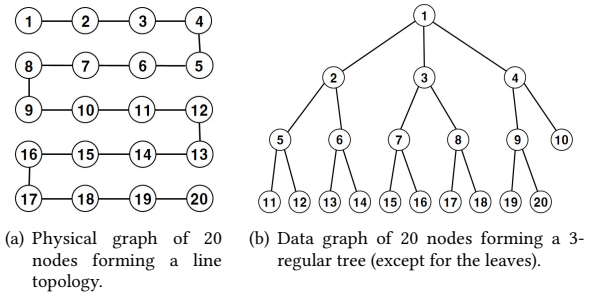 1 2 3 4
8 7 6 5
9 10 11 12
16 15 14 13
17 18 19 20
(a) Physical graph of 20
nodes forming a line
topology.
1
2 3 4
5 6 7 8 9 10
11 12 13 14 15 16 17 18 19 20
(b) Data graph of 20 nodes forming a 3-
regular tree (except for the leaves).